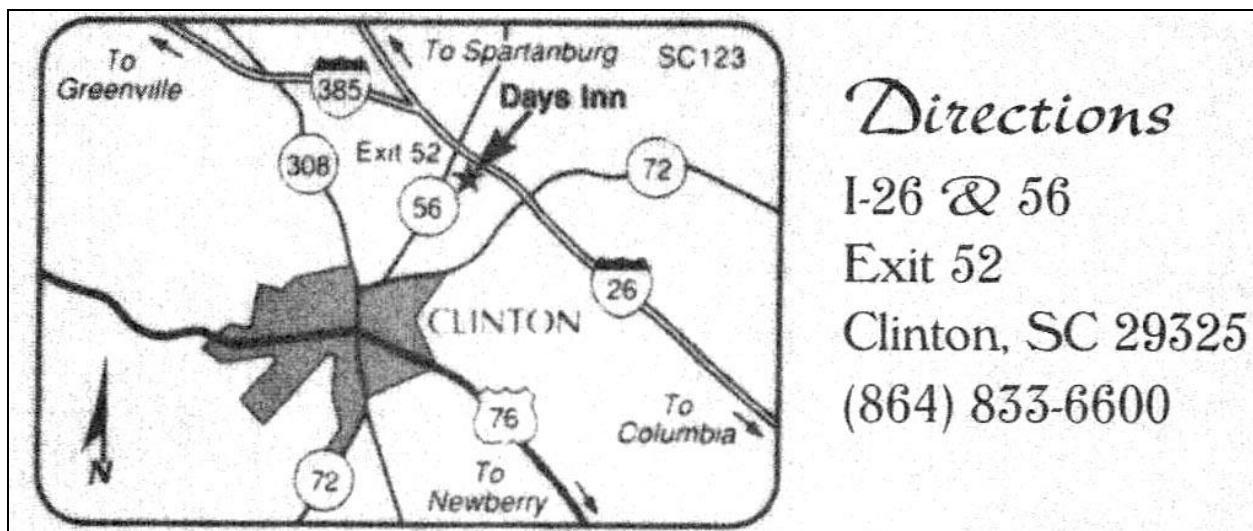 To
Greenville
To Spartanburg
SC123
385
Days Inn
308
Exit 52
72
56
26
CLINTON
76
To
Columbia
To
Newberry
72
N
Directions
I-26 & 56
Exit 52
Clinton, SC 29325
(864) 833-6600